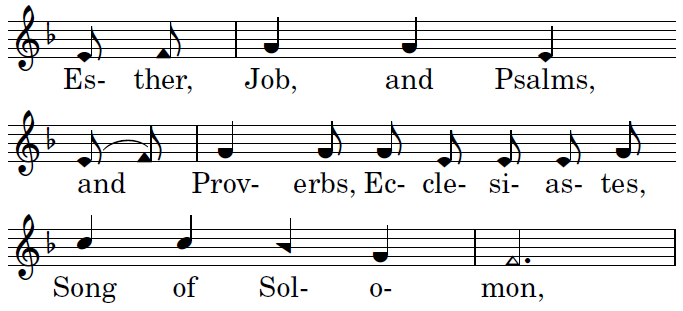 Es- ther, Job, and Psalms,
and Prov- erbs, Ec- cle- si- as- tes,
Song of Sol- o- mon,